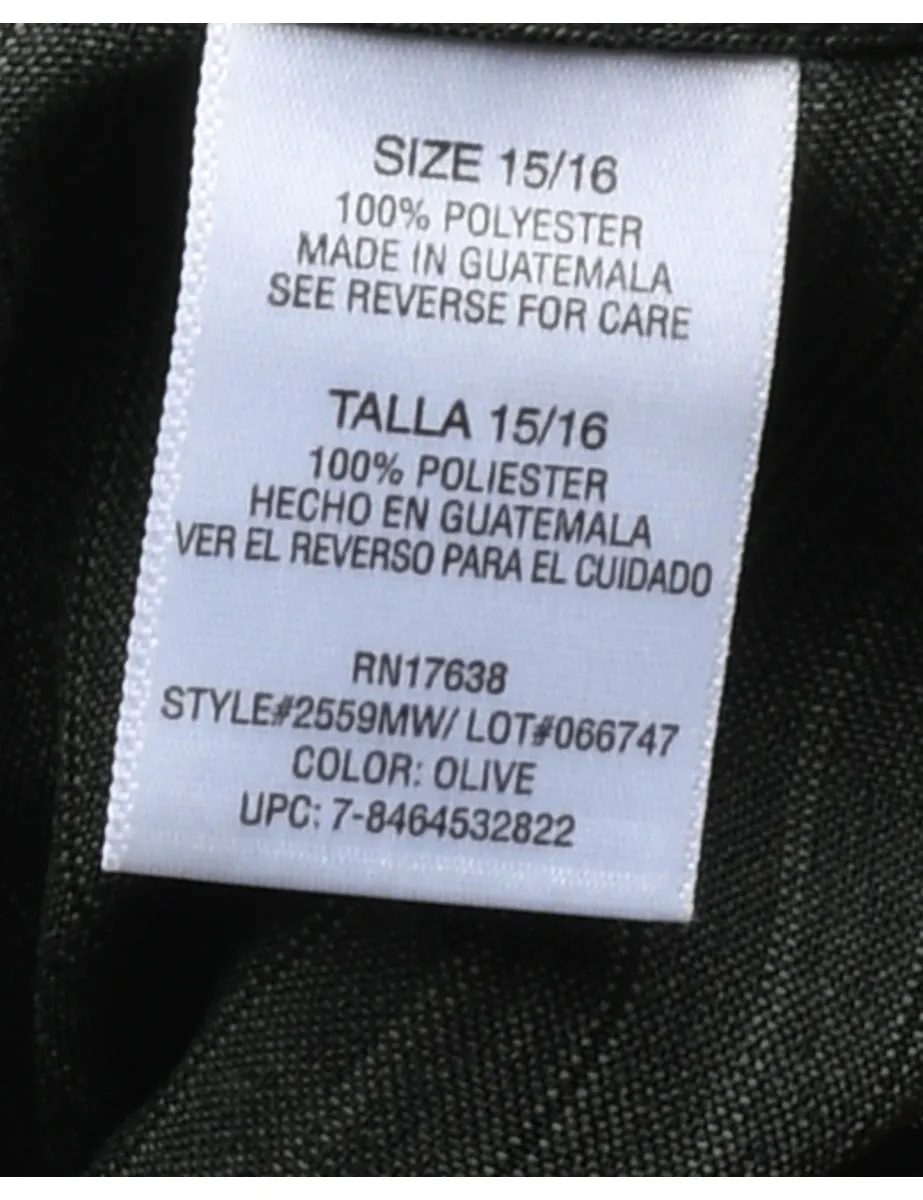 SIZE 15/16
100% POLYESTER
MADE IN GUATEMALA
SEE REVERSE FOR CARE
TALLA 15/16
100% POLIESTER
HECHO EN GUATEMALA
VER EL REVERSO PARA EL CUIDADO
RN17638
STYLE#2559MW/ LOT#066747
COLOR: OLIVE
UPC: 7-8464532822